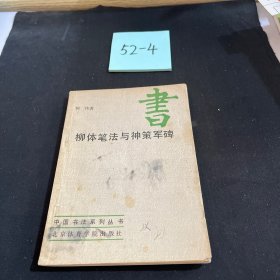 52-4
書
柳体笔法与神策军碑
中国书法系列丛书
北京体育学院出版社